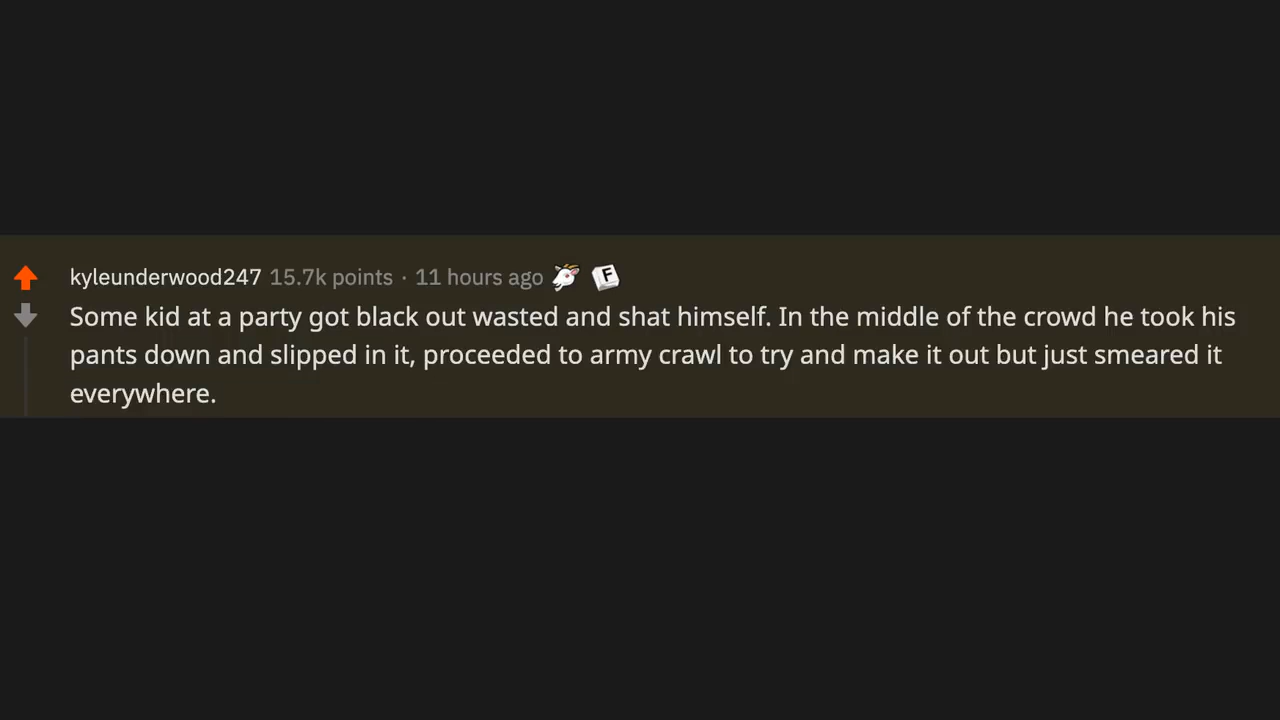 kyleunderwood247 15.7k points · 11 hours ago F
Some kid at a party got black out wasted and shat himself. In the middle of the crowd he took his
pants down and slipped in it, proceeded to army crawl to try and make it out but just smeared it
everywhere.